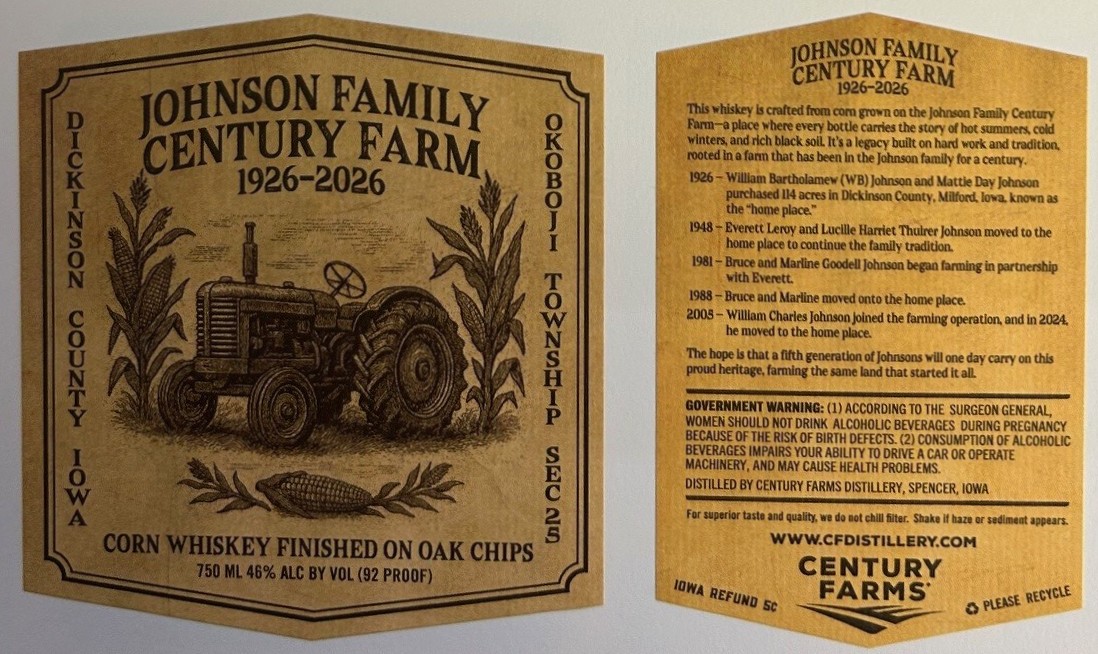 JOHNSON FAMILY
CENTURY FARM
1926-2026
DICKINSON COUNTY IOWA
OKOBOJI TOWNSHIP SEC 25
CORN WHISKEY FINISHED ON OAK CHIPS
750 ML 46% ALC BY VOL (92 PROOF)
JOHNSON FAMILY
CENTURY FARM
1926-2026
This whiskey is crafted from corn grown on the Johnson Family Century
Farm—a place where every bottle carries the story of hot summers, cold
winters, and rich black soil. It's a legacy built on hard work and tradition,
rooted in a farm that has been in the Johnson family for a century.
1926 – William Bartholamew (WB) Johnson and Mattie Day Johnson
purchased 114 acres in Dickinson County, Milford, Iowa, known as
the "home place."
1948 – Everett Leroy and Lucille Harriet Thuirer Johnson moved to the
home place to continue the family tradition.
1981 – Bruce and Marline Goodell Johnson began farming in partnership
with Everett.
1988 – Bruce and Marline moved onto the home place.
2005 – William Charles Johnson joined the farming operation, and in 2024,
he moved to the home place.
The hope is that a fifth generation of Johnsons will one day carry on this
proud heritage, farming the same land that started it all.
GOVERNMENT WARNING: (1) ACCORDING TO THE SURGEON GENERAL,
WOMEN SHOULD NOT DRINK ALCOHOLIC BEVERAGES DURING PREGNANCY
BECAUSE OF THE RISK OF BIRTH DEFECTS. (2) CONSUMPTION OF ALCOHOLIC
BEVERAGES IMPAIRS YOUR ABILITY TO DRIVE A CAR OR OPERATE
MACHINERY, AND MAY CAUSE HEALTH PROBLEMS.
DISTILLED BY CENTURY FARMS DISTILLERY, SPENCER, IOWA
For superior taste and quality, we do not chill filter. Shake if haze or sediment appears.
WWW.CFDISTILLERY.COM
CENTURY
FARMS
IOWA REFUND 5C
PLEASE RECYCLE